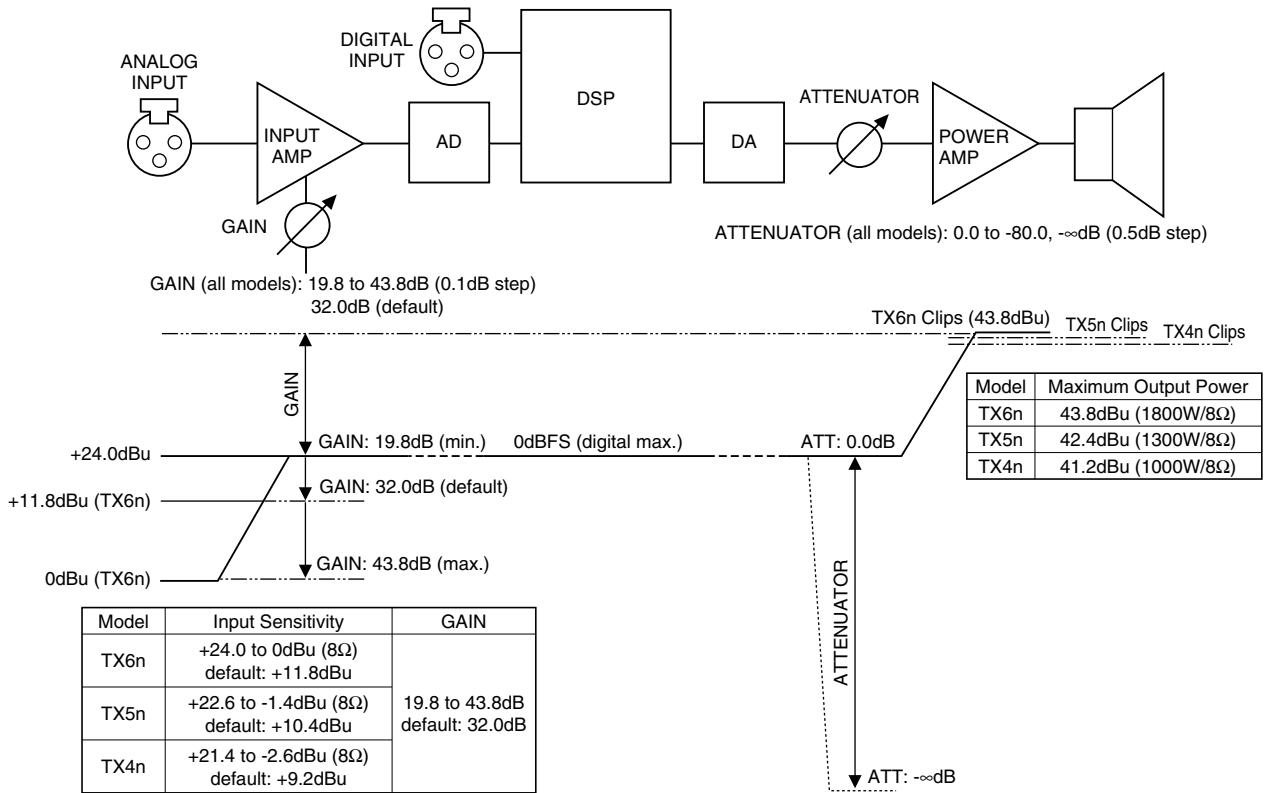 ANALOG
INPUT
DIGITAL
INPUT
INPUT
AMP
AD
DSP
DA
ATTENUATOR
POWER
AMP
GAIN
GAIN (all models): 19.8 to 43.8dB (0.1dB step)
32.0dB (default)
ATTENUATOR (all models): 0.0 to -80.0, -∞dB (0.5dB step)
TX6n Clips (43.8dBu)
TX5n Clips
TX4n Clips
GAIN
+24.0dBu
GAIN: 19.8dB (min.)
0dBFS (digital max.)
ATT: 0.0dB
+11.8dBu (TX6n)
GAIN: 32.0dB (default)
0dBu (TX6n)
GAIN: 43.8dB (max.)
Model Maximum Output Power
TX6n 43.8dBu (1800W/8Ω)
TX5n 42.4dBu (1300W/8Ω)
TX4n 41.2dBu (1000W/8Ω)
ATTENUATOR
ATT: -∞dB
Model Input Sensitivity GAIN
TX6n +24.0 to 0dBu (8Ω)
default: +11.8dBu
TX5n +22.6 to -1.4dBu (8Ω)
default: +10.4dBu
19.8 to 43.8dB
default: 32.0dB
TX4n +21.4 to -2.6dBu (8Ω)
default: +9.2dBu